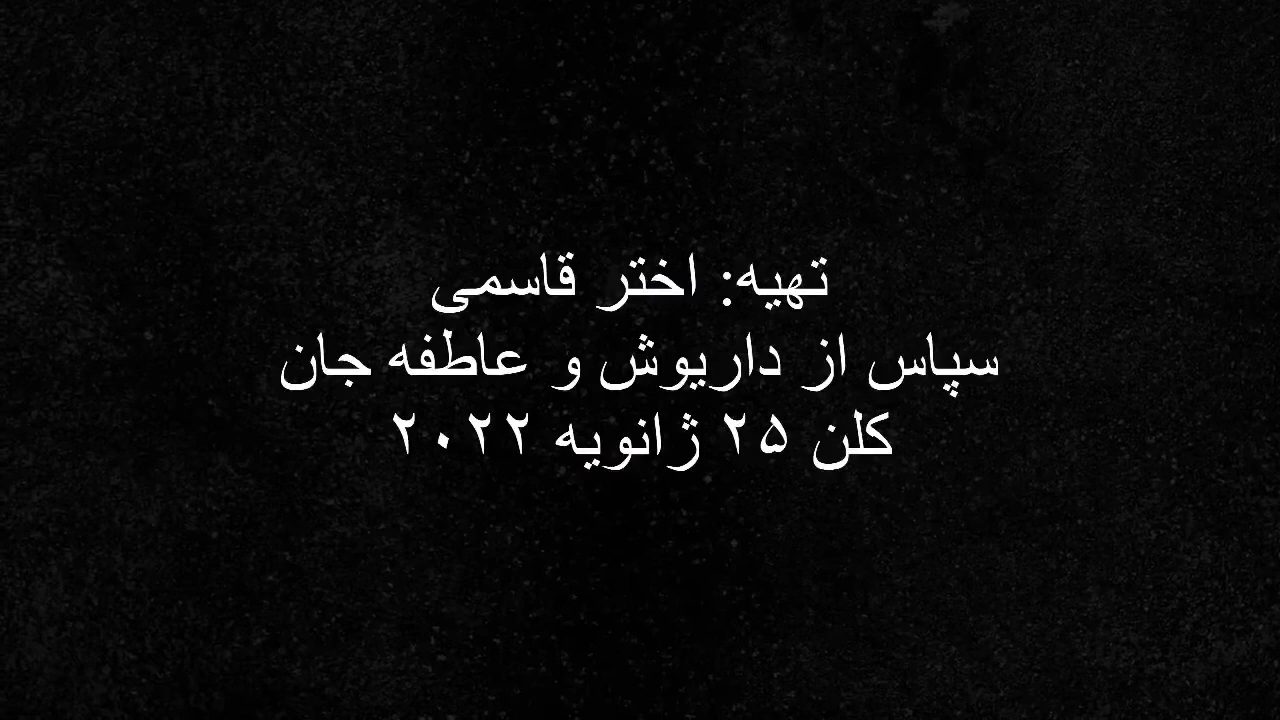 تهیه: اختر قاسمی
سپاس از داریوش و عاطفه جان
کلن ۲۵ ژانویه ۲۰۲۲